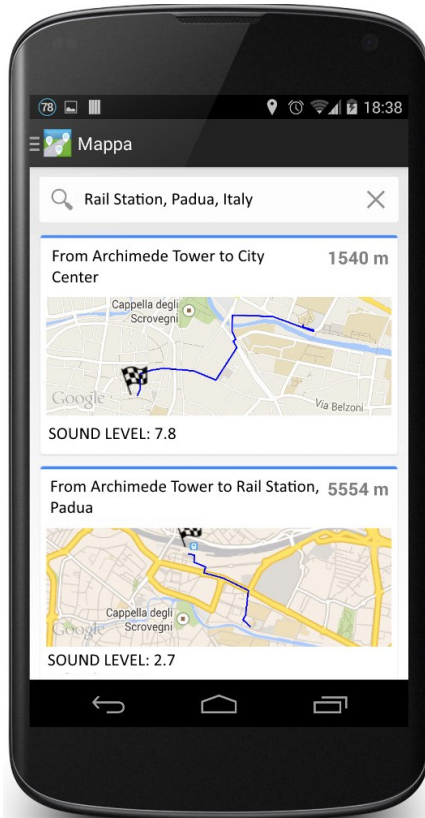 78
18:38
Mappa
Rail Station, Padua, Italy
From Archimede Tower to City
Center
1540 m
Cappella degli
Scrovegni
Google
Via Belzoni
SOUND LEVEL: 7.8
From Archimede Tower to Rail Station,
Padua
5554 m
Cappella degli
Scrovegni
Google
SOUND LEVEL: 2.7